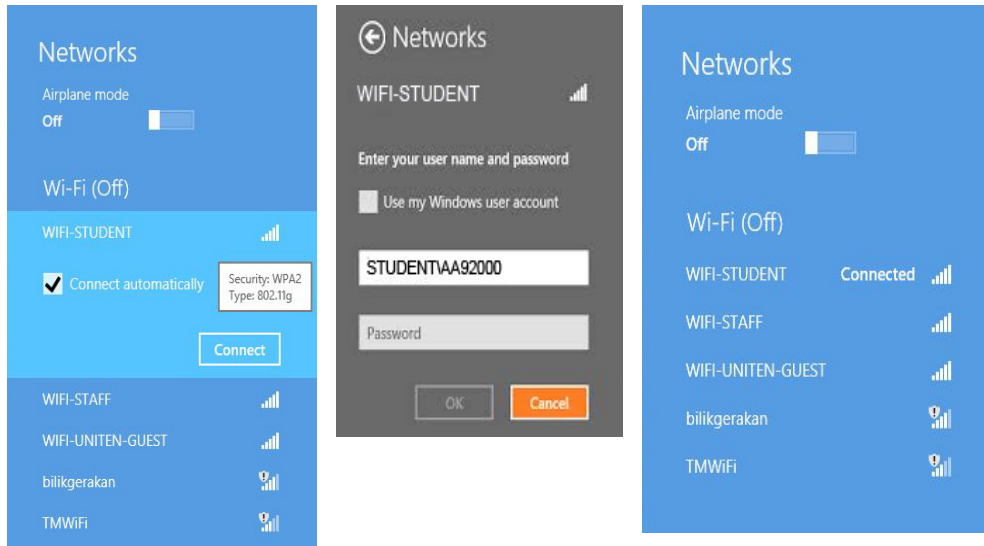 Networks
Airplane mode
Off
Wi-Fi (Off)
WIFI-STUDENT
Connect automatically
Security: WPA2
Type: 802.11g
Connect
WIFI-STAFF
WIFI-UNITEN-GUEST
bilikgerakan
TMWiFi
Networks
WIFI-STUDENT
Enter your user name and password
Use my Windows user account
STUDENT\AA92000
Password
OK
Cancel
Networks
Airplane mode
Off
Wi-Fi (Off)
WIFI-STUDENT Connected
WIFI-STAFF
WIFI-UNITEN-GUEST
bilikgerakan
TMWiFi